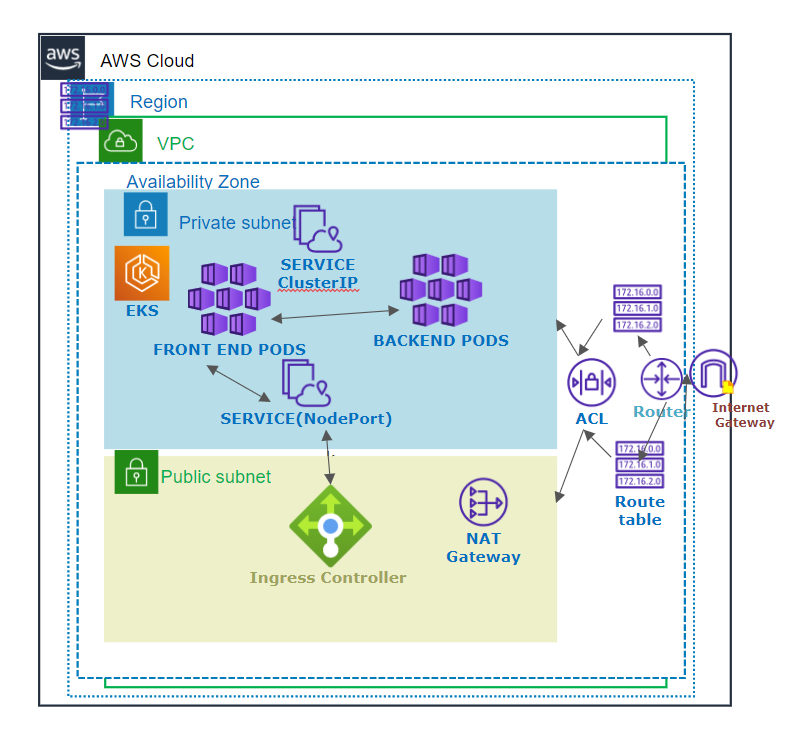 aws
AWS Cloud
Region
VPC
Availability Zone
Private subnet
SERVICE
ClusterIP
K
EKS
FRONT END PODS
BACKEND PODS
172.16.0.0
172.16.1.0
172.16.2.0
SERVICE(NodePort)
ACL
Router
Internet
Gateway
Public subnet
172.16.0.0
172.16.1.0
172.16.2.0
Route
table
NAT
Gateway
Ingress Controller